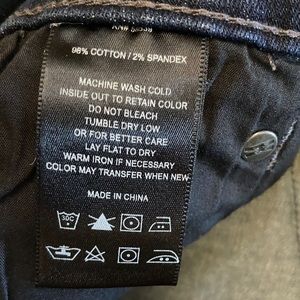 98% COTTON / 2% SPANDEX
MACHINE WASH COLD
INSIDE OUT TO RETAIN COLOR
DO NOT BLEACH
TUMBLE DRY LOW
OR FOR BETTER CARE
LAY FLAT TO DRY
WARM IRON IF NECESSARY
COLOR MAY TRANSFER WHEN NEW
MADE IN CHINA
30C